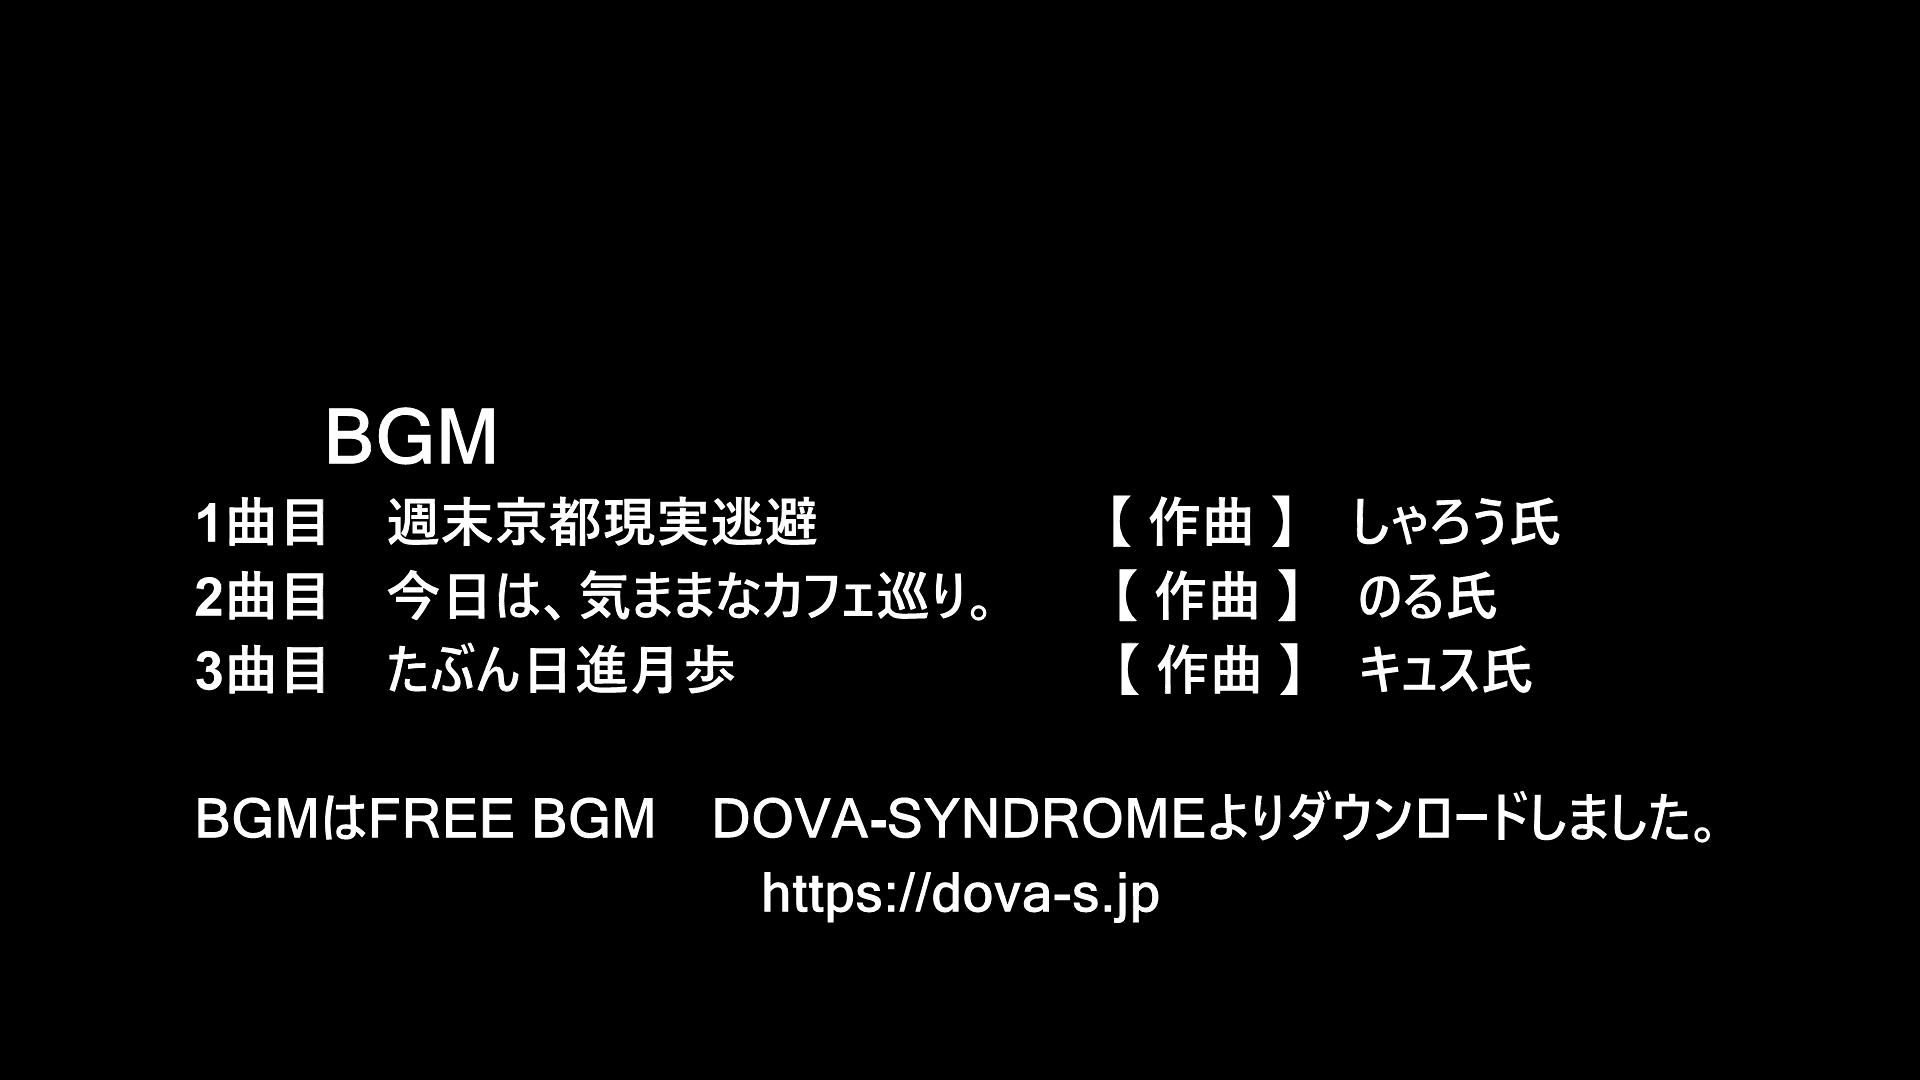 BGM
1曲目　週末京都現実逃避　【 作曲 】　しゃろう氏
2曲目　今日は、気ままなカフェ巡り。　【 作曲 】　のる氏
3曲目　たぶん日進月歩　【 作曲 】　キュス氏
BGMはFREE BGM　DOVA-SYNDROMEよりダウンロードしました。
https://dova-s.jp